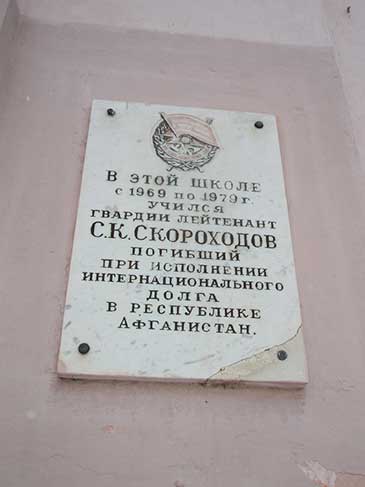 В ЭТОЙ ШКОЛЕ
с 1969 по 1979 г.
УЧИЛСЯ
ГВАРДИИ ЛЕЙТЕНАНТ
С.К.СКОРОХОДОВ
ПОГИБШИЙ
ПРИ ИСПОЛНЕНИИ
ИНТЕРНАЦИОНАЛЬНОГО
ДОЛГА
В РЕСПУБЛИКЕ
АФГАНИСТАН.